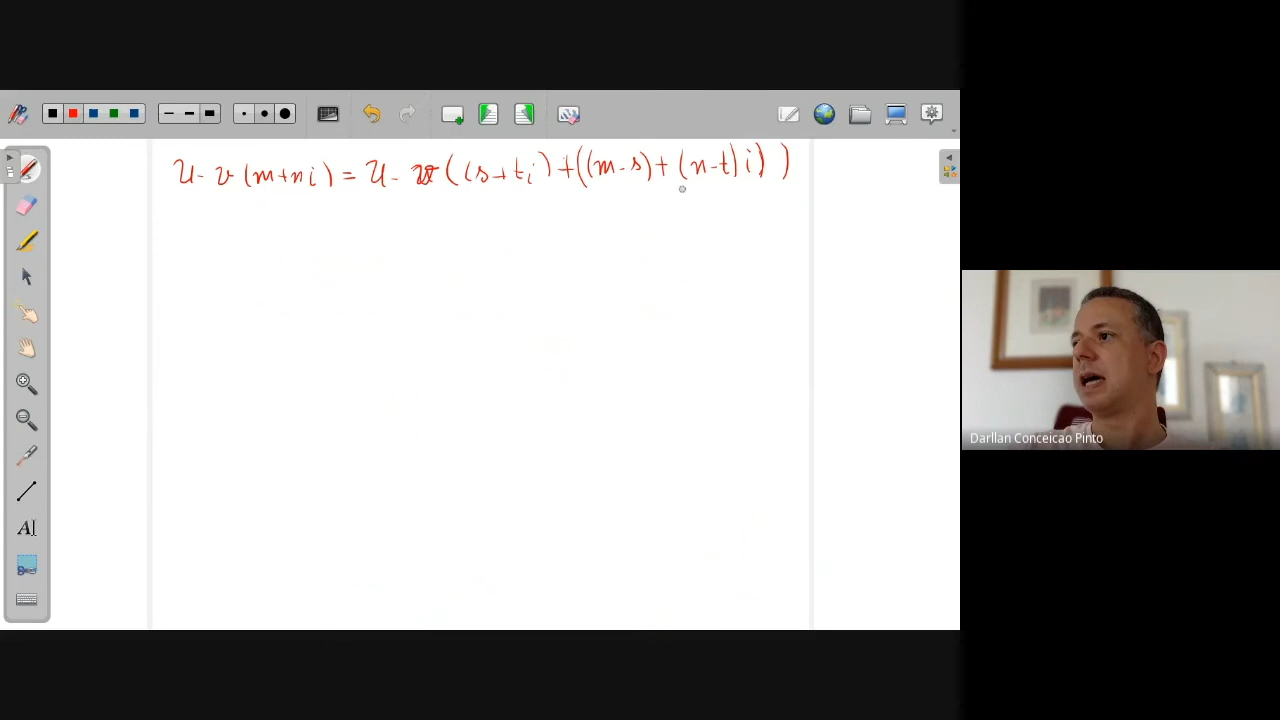 u - v (m+ni) = u - v ((s+ti) + ((m-s) + (n-t)i) )
Darllan Conceicao Pinto